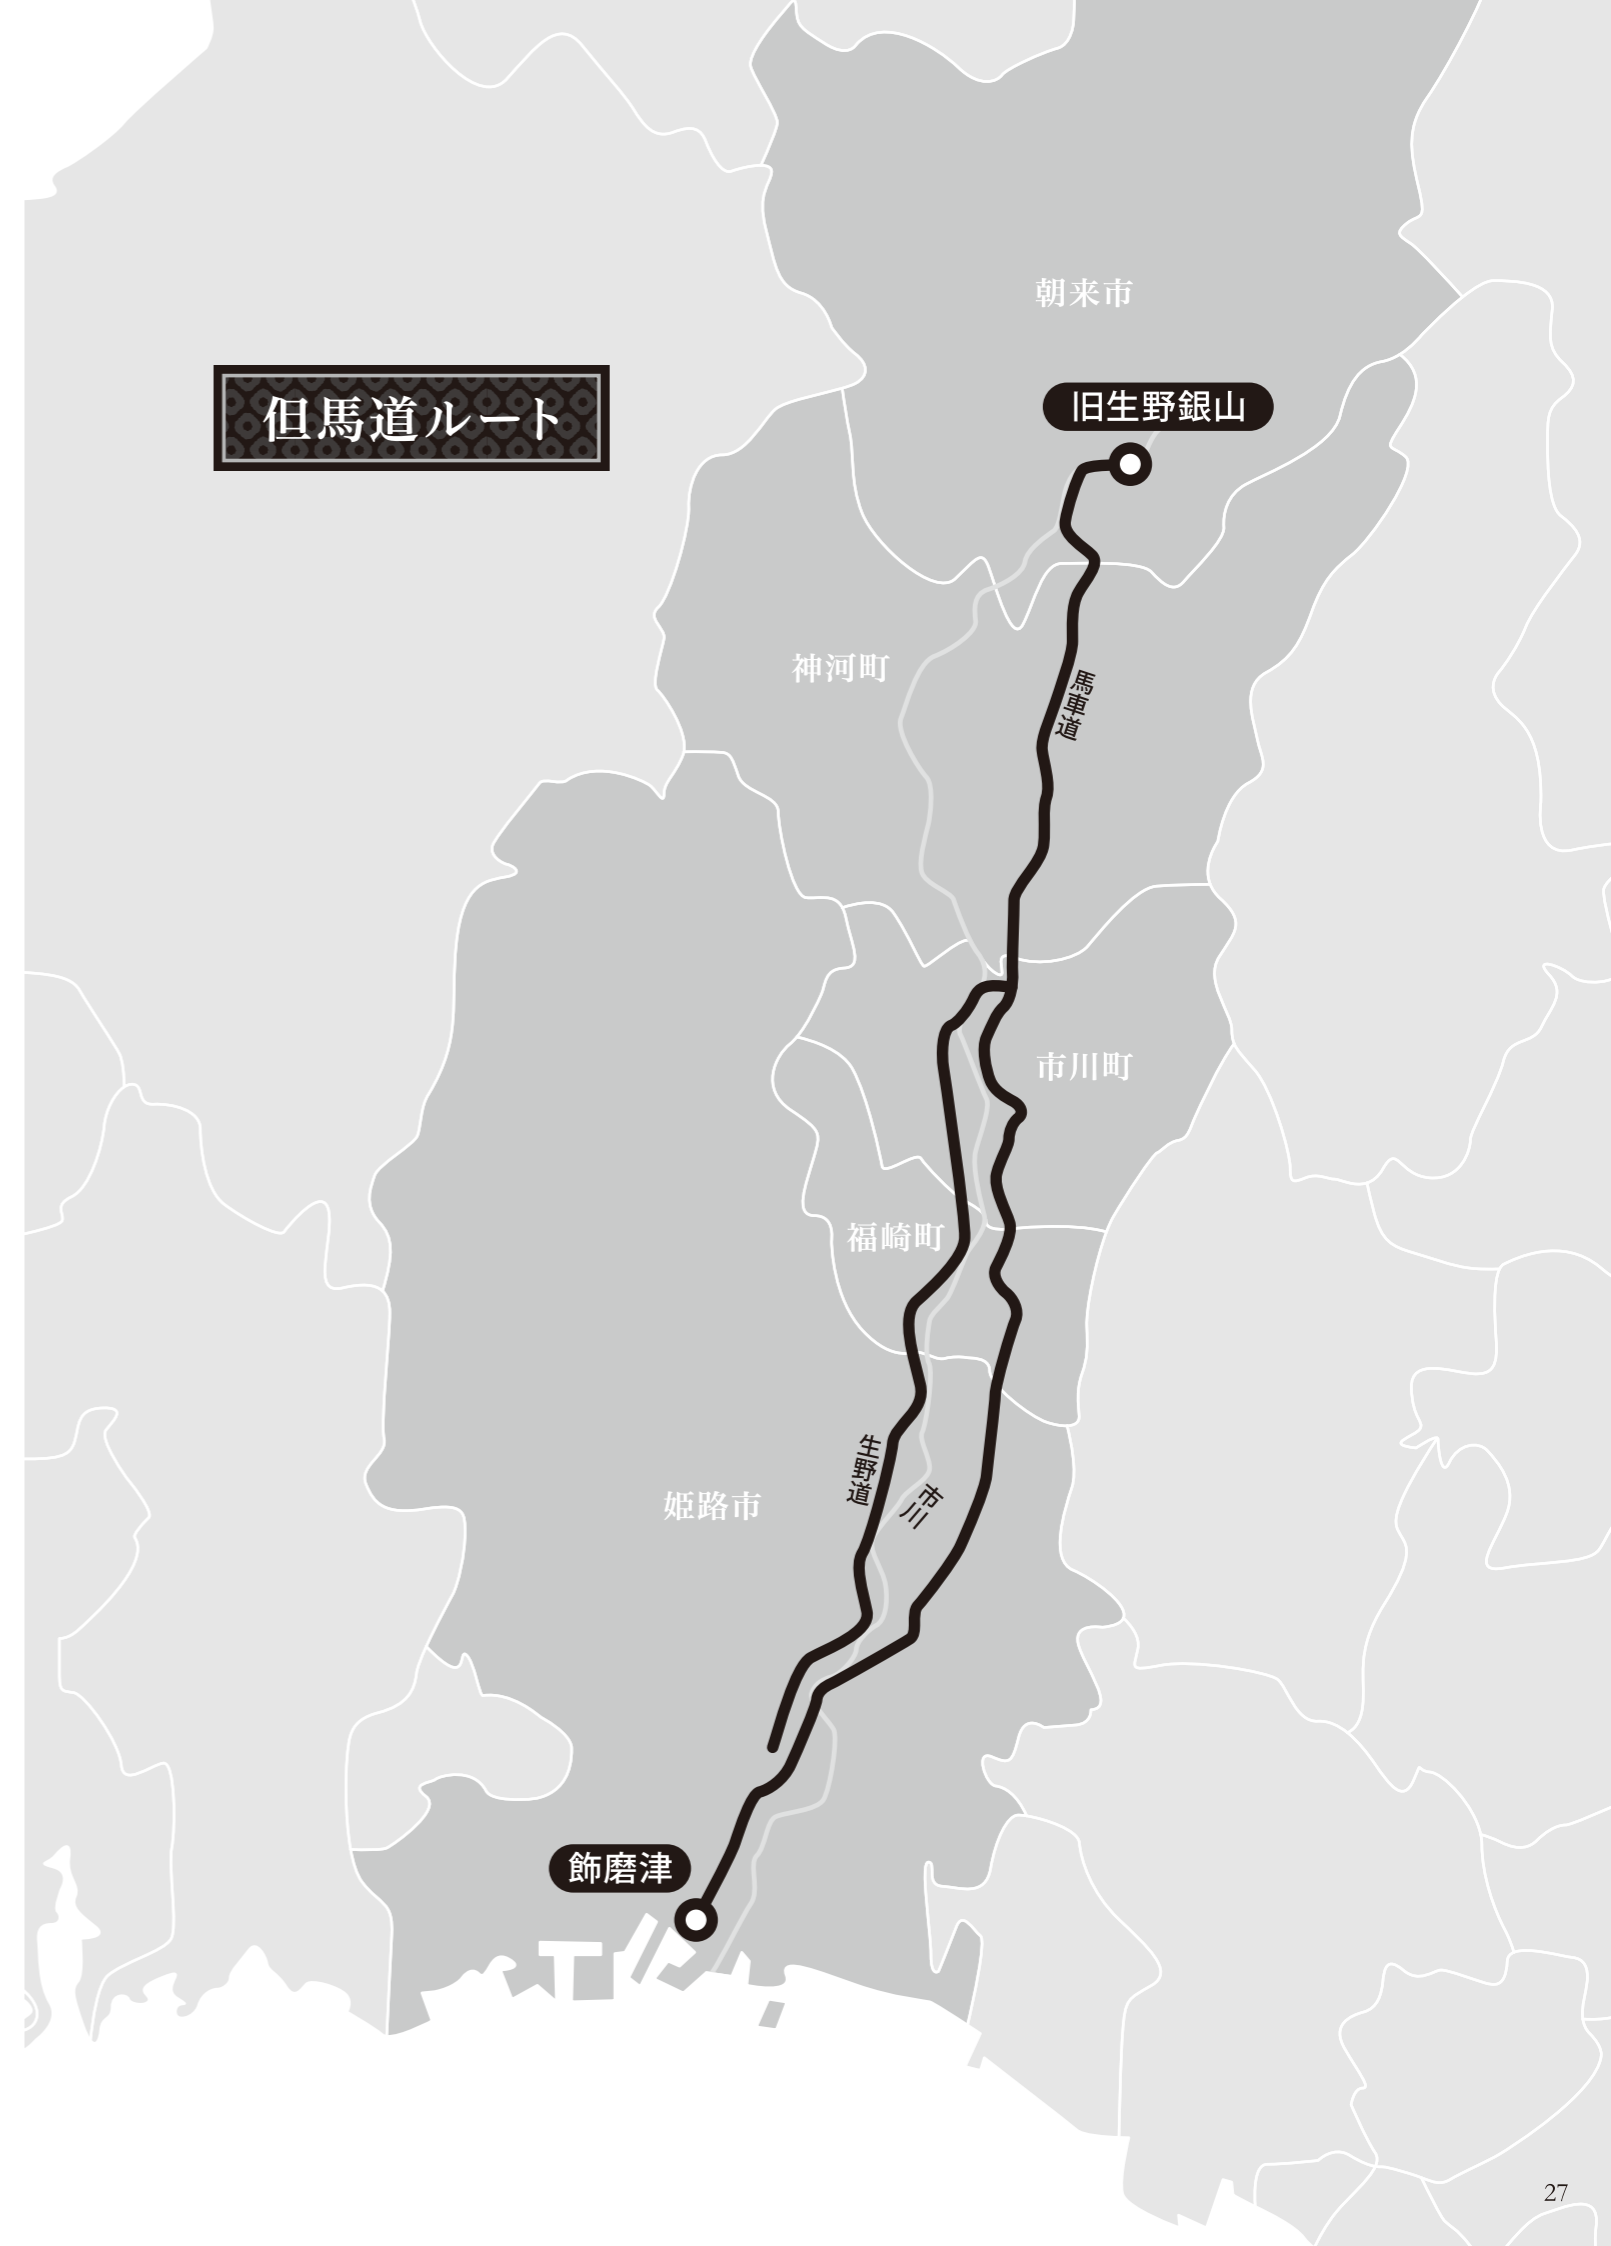 朝来市
但馬道ルート
旧生野銀山
神河町
馬車道
市川町
福崎町
生野道
市川
姫路市
飾磨津
27